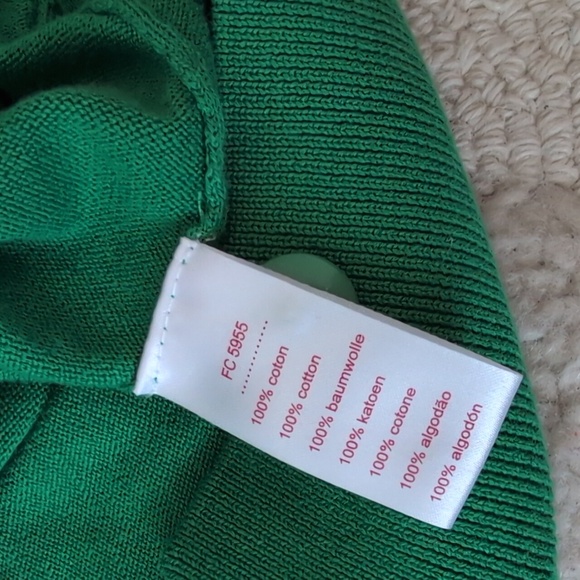 FC 5955
..............
100% coton
100% cotton
100% baumwolle
100% katoen
100% cotone
100% algodão
100% algodón